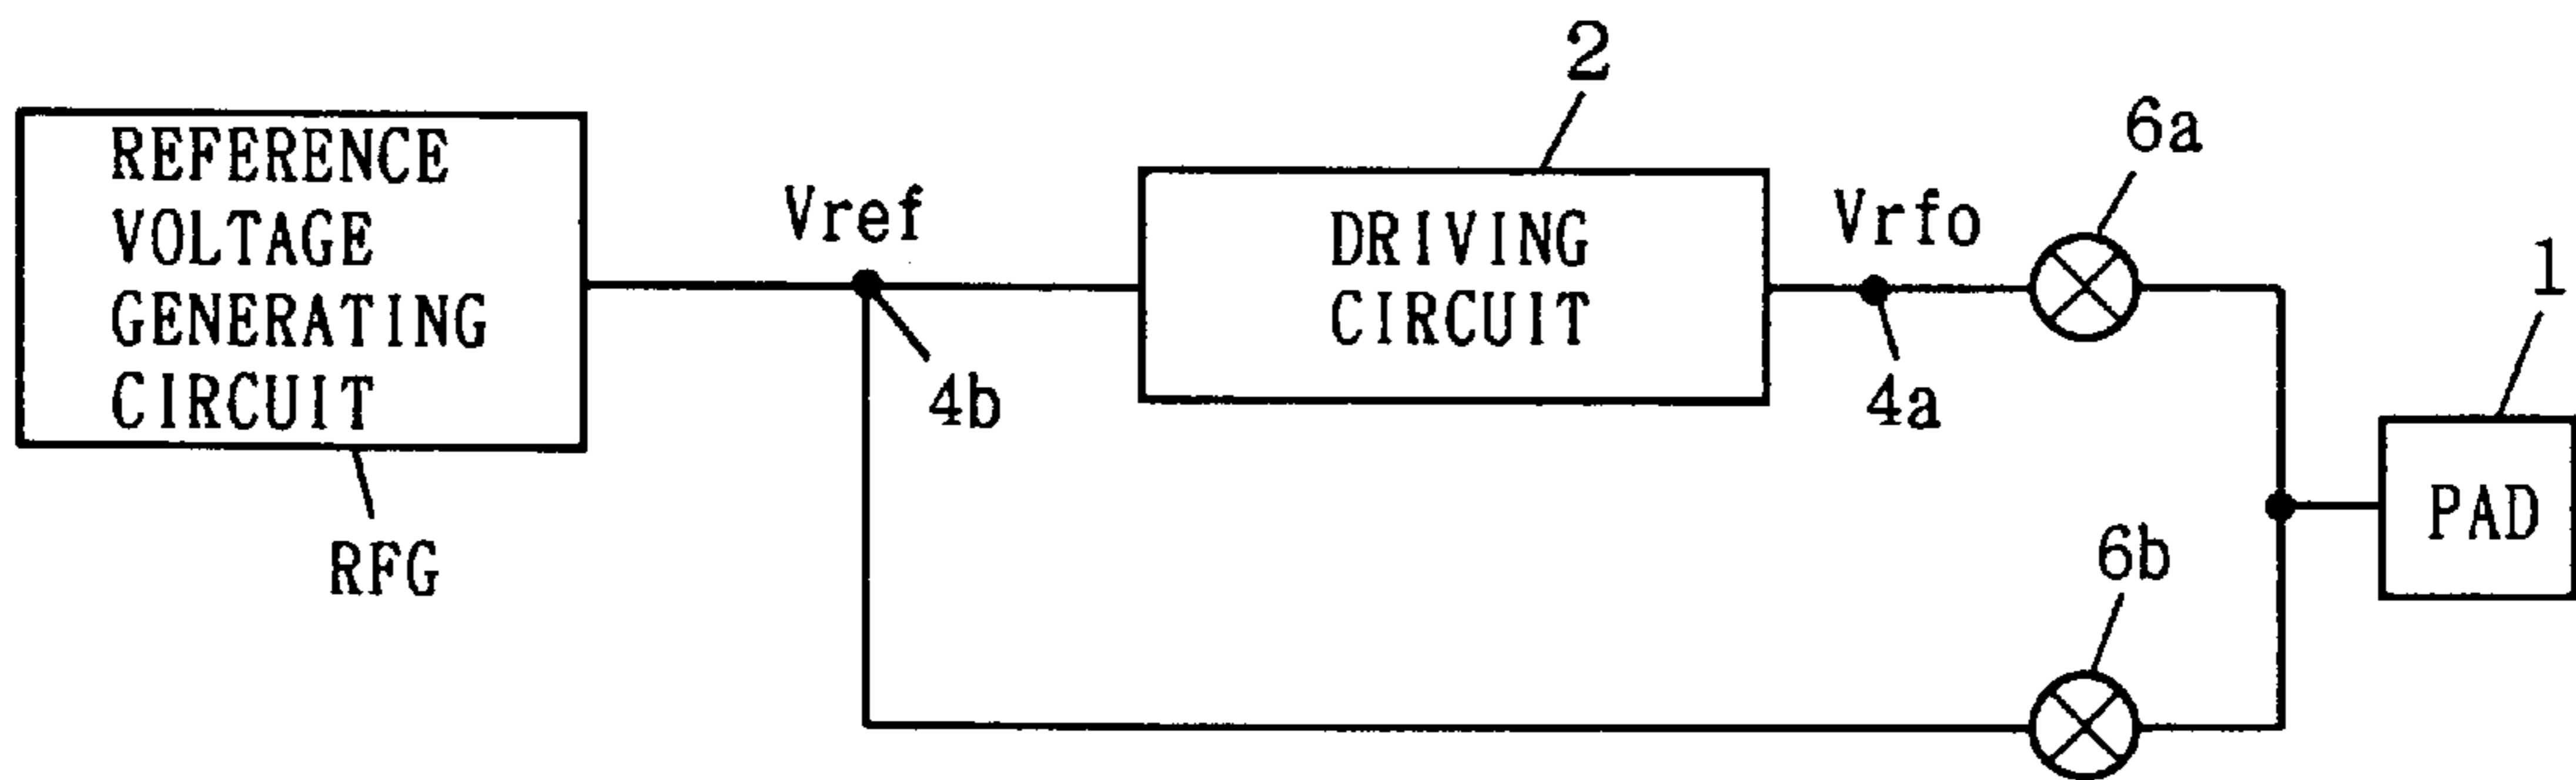 2
REFERENCE
VOLTAGE
GENERATING
CIRCUIT
RFG
Vref
4b
DRIVING
CIRCUIT
Vrfo
4a
6a
6b
1
PAD